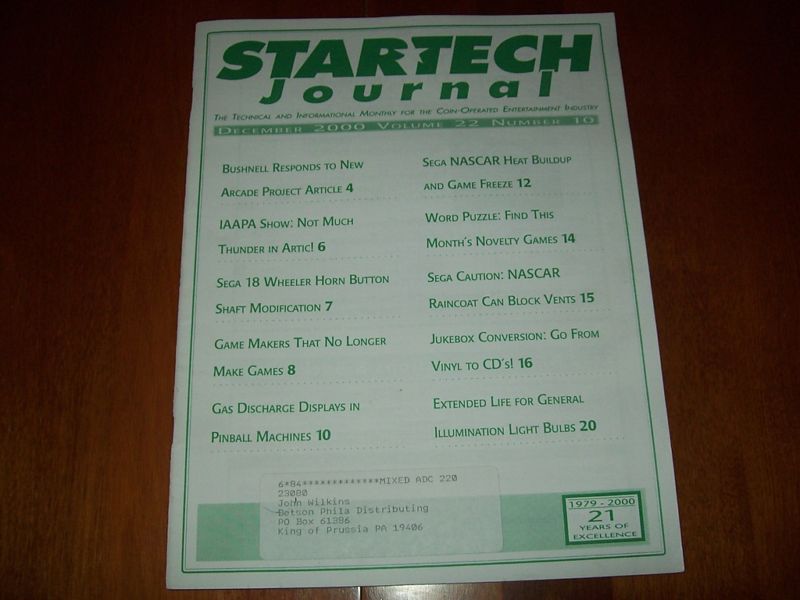 STARTECH
Journal
The Technical and Informational Monthly for the Coin-Operated Entertainment Industry
December 2000 Volume 22 Number 10
Bushnell Responds to New
Arcade Project Article 4
IAAPA Show: Not Much
Thunder in Artic! 6
Sega 18 Wheeler Horn Button
Shaft Modification 7
Game Makers That No Longer
Make Games 8
Gas Discharge Displays in
Pinball Machines 10
Sega NASCAR Heat Buildup
and Game Freeze 12
Word Puzzle: Find This
Month's Novelty Games 14
Sega Caution: NASCAR
Raincoat Can Block Vents 15
Jukebox Conversion: Go From
Vinyl to CD's! 16
Extended Life for General
Illumination Light Bulbs 20
6*84*************MIXED ADC 220
23080
John Wilkins
Betson Phila Distributing
PO Box 61386
King of Prussia PA 19406
1979 - 2000
21
Years of
Excellence